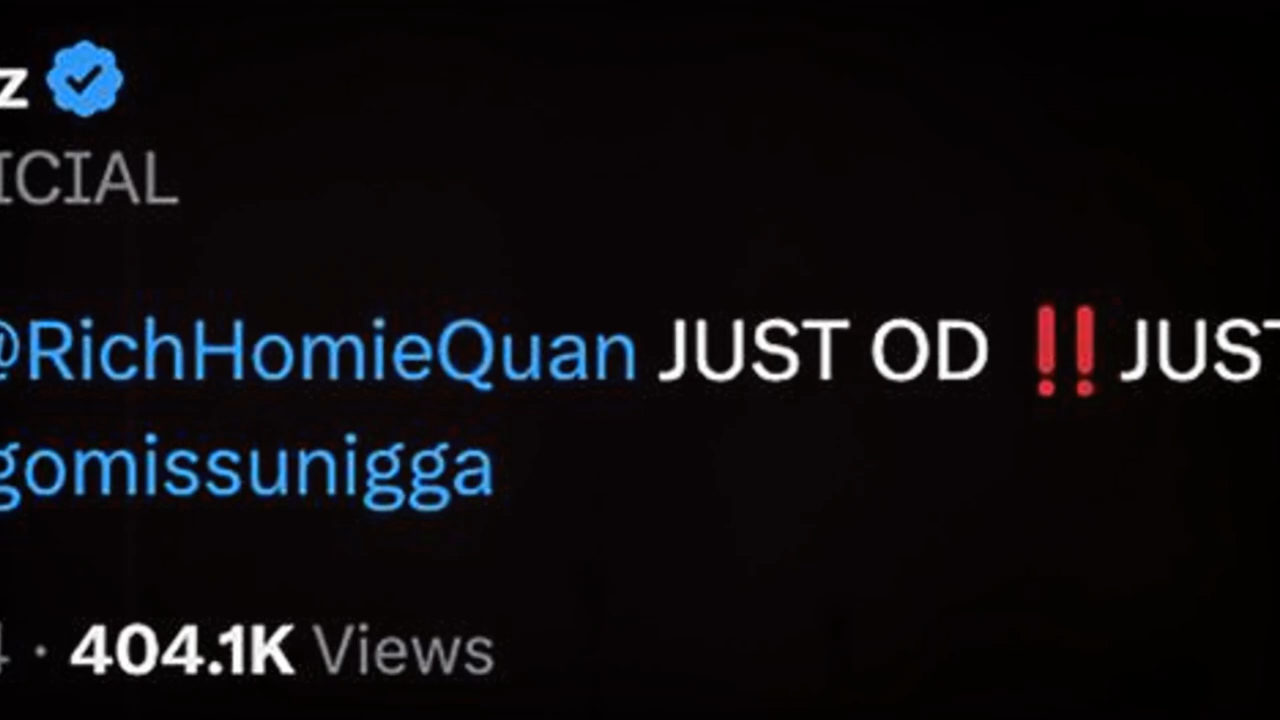 z
ICIAL
@RichHomieQuan JUST OD ‼️JUST
gomissunigga
· 404.1K Views